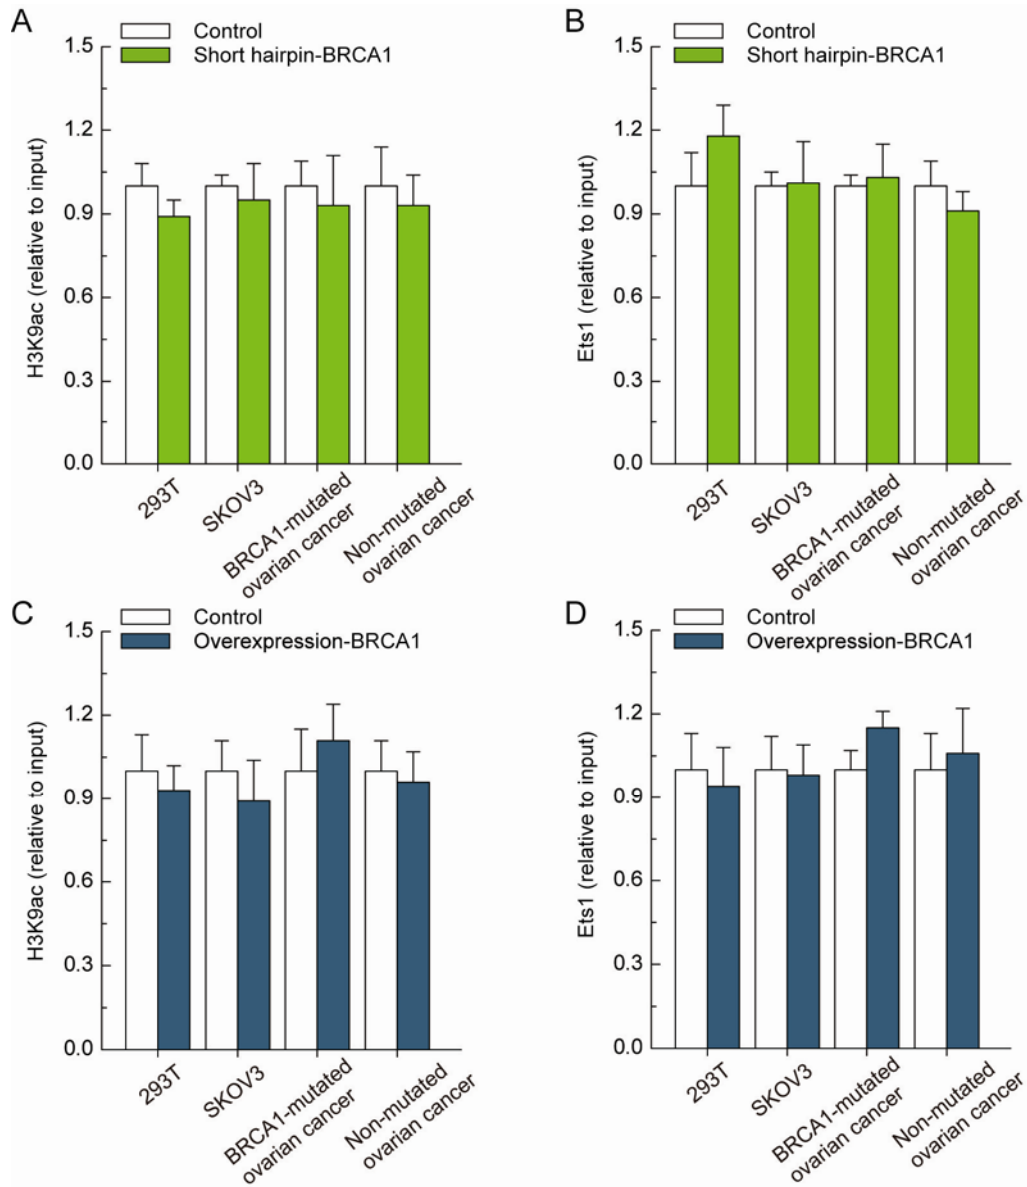 A
Control
Short hairpin-BRCA1
1.5
1.2
0.9
0.6
0.3
0.0
H3K9ac (relative to input)
293T
SKOV3
BRCA1-mutated
ovarian cancer
Non-mutated
ovarian cancer
B
Control
Short hairpin-BRCA1
1.5
1.2
0.9
0.6
0.3
0.0
Ets1 (relative to input)
293T
SKOV3
BRCA1-mutated
ovarian cancer
Non-mutated
ovarian cancer
C
Control
Overexpression-BRCA1
1.5
1.2
0.9
0.6
0.3
0.0
H3K9ac (relative to input)
293T
SKOV3
BRCA1-mutated
ovarian cancer
Non-mutated
ovarian cancer
D
Control
Overexpression-BRCA1
1.5
1.2
0.9
0.6
0.3
0.0
Ets1 (relative to input)
293T
SKOV3
BRCA1-mutated
ovarian cancer
Non-mutated
ovarian cancer